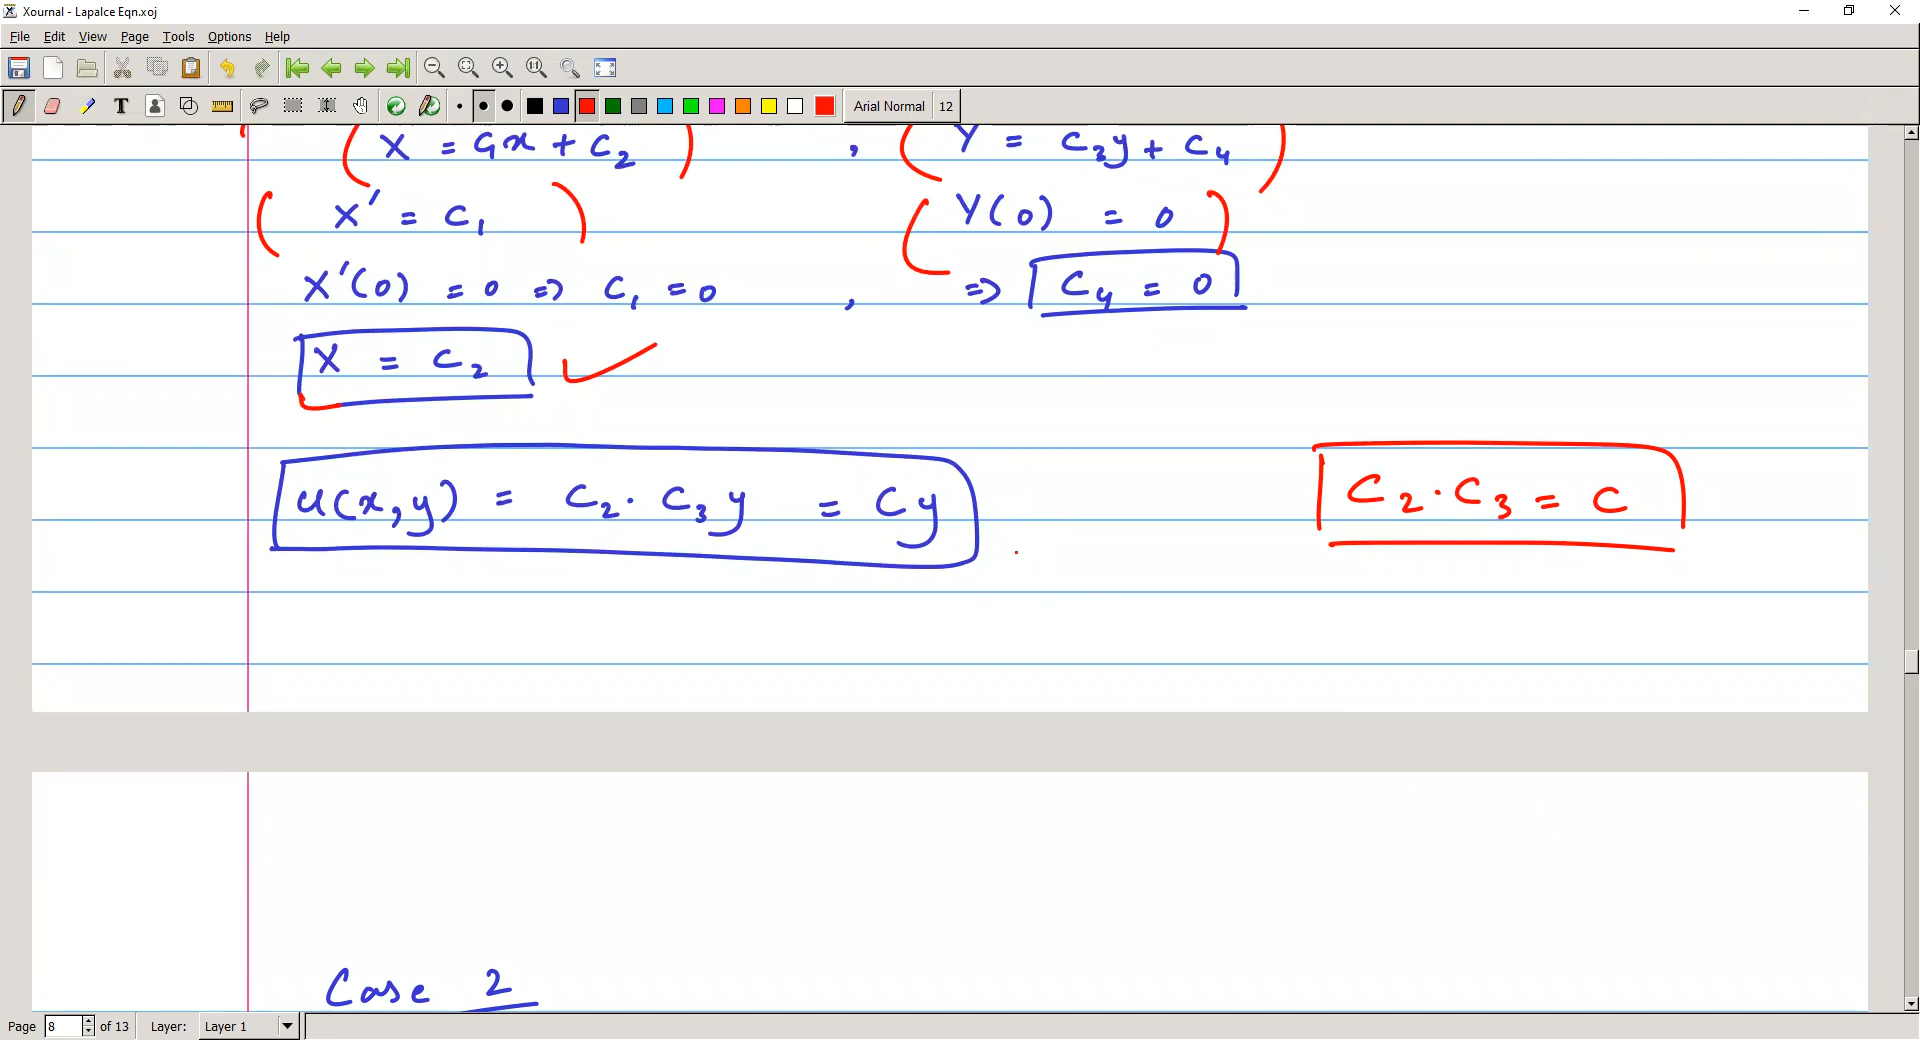 Xournal - Lapalce Eqn.xoj
File Edit View Page Tools Options Help
Arial Normal 12
X = C₁x + C₂ , Y = C₃y + C₄
X' = C₁ Y(0) = 0
X'(0) = 0 => C₁ = 0 , => C₄ = 0
X = C₂
u(x,y) = C₂. C₃y = Cy C₂. C₃ = C
Case 2
Page 8 of 13 Layer: Layer 1